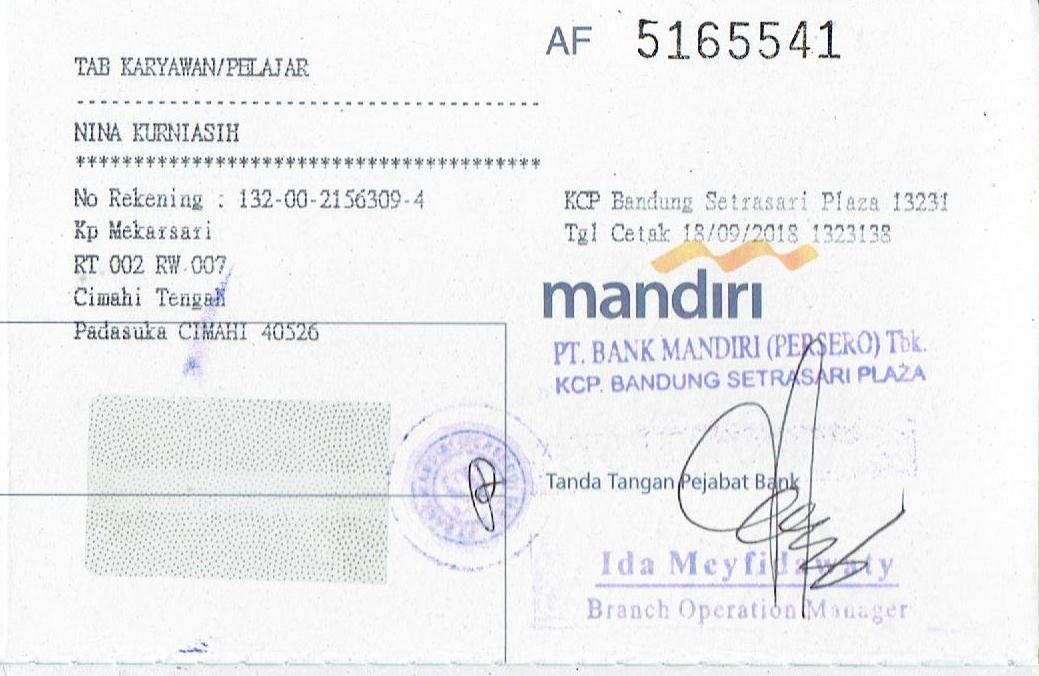 AF 5165541
TAB KARYAWAN/PELAJAR
----------------------------------------
NINA KURNIASIH
****************************************
No Rekening : 132-00-2156309-4
Kp Mekarsari
RT 002 RW 007
Cimahi Tengah
Padasuka CIMAHI 40526
KCP Bandung Setrasari Plaza 13231
Tgl Cetak 18/09/2018 1323138
mandiri
PT. BANK MANDIRI (PERSERO) Tbk.
KCP. BANDUNG SETRASARI PLAZA
Tanda Tangan Pejabat Bank
Ida Meyfidawaty
Branch Operation Manager